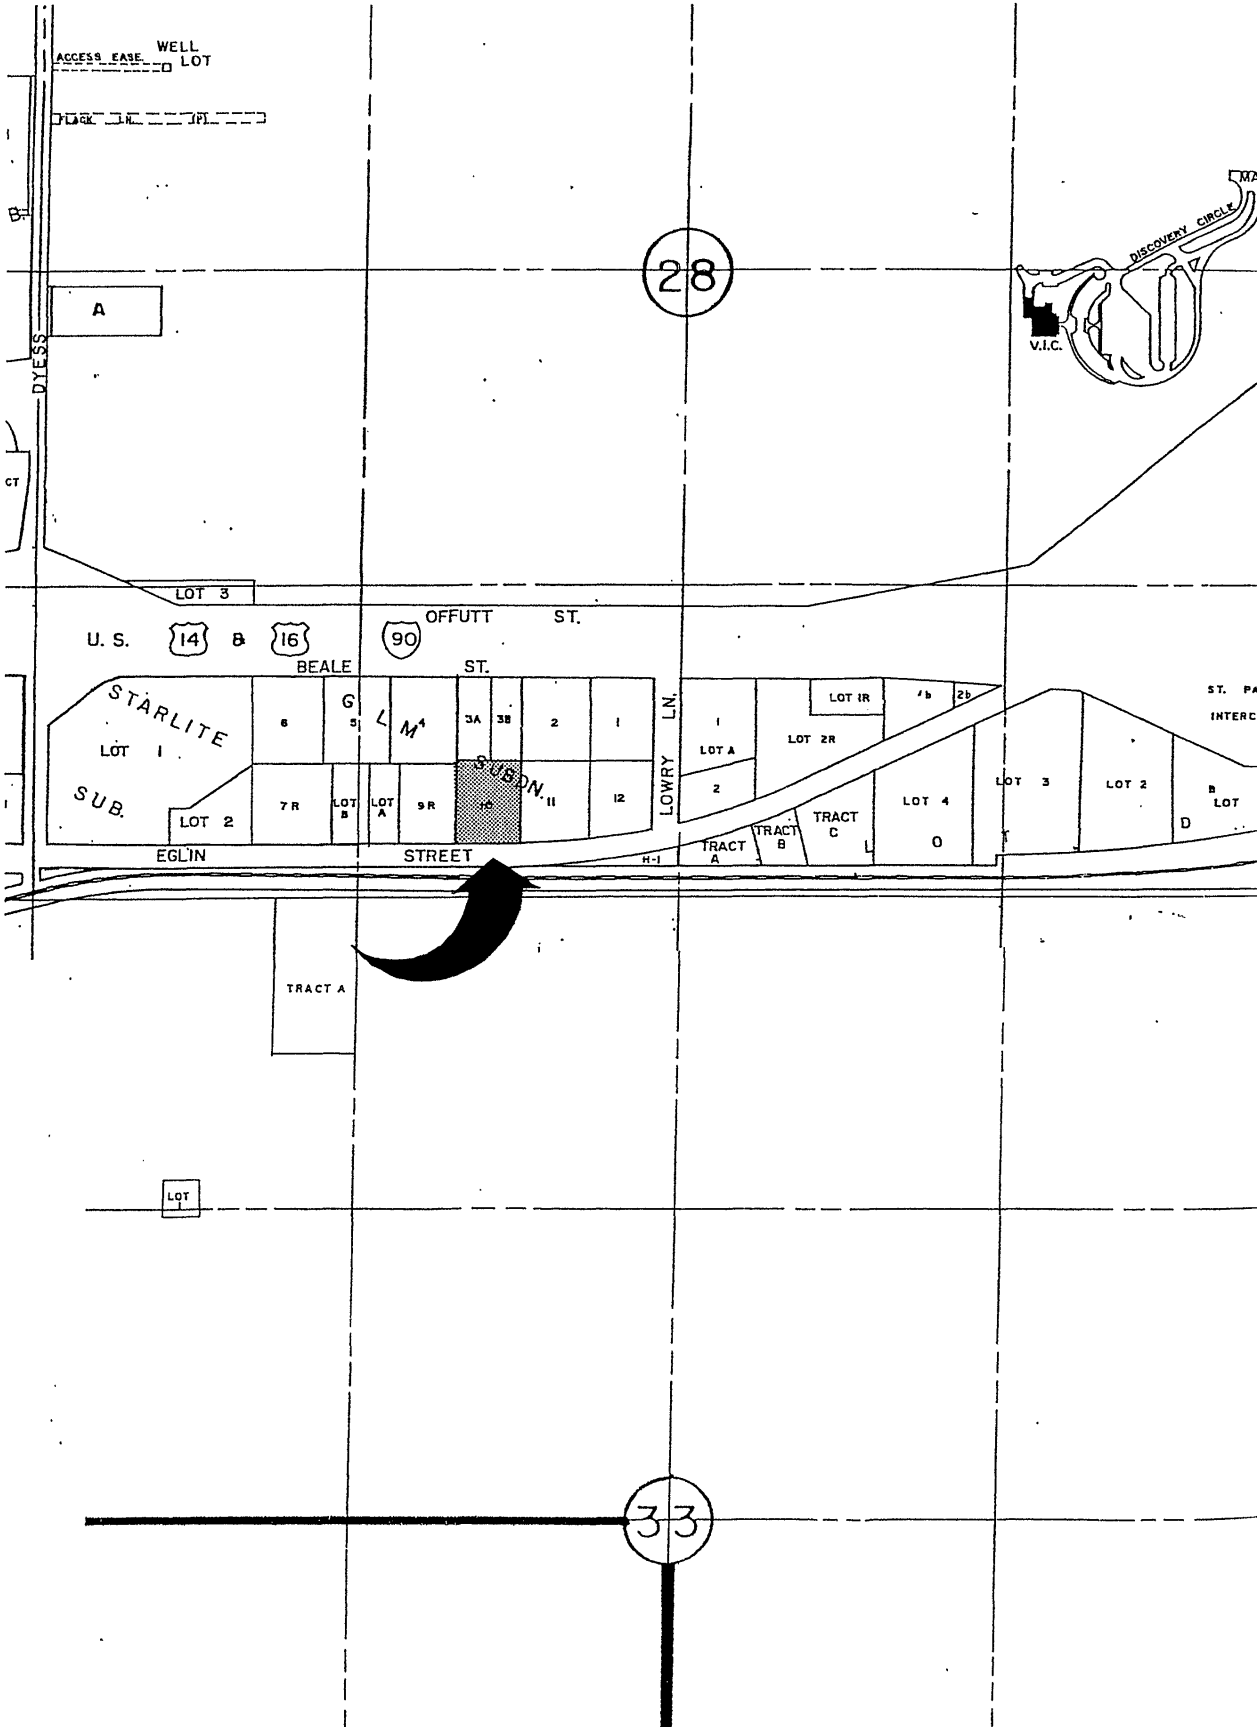 WELL
ACCESS EASE.
LOT
FLACK LN. (P)
B
MA
DISCOVERY CIRCLE
28
A
V.I.C.
DYESS
CT
LOT 3
OFFUTT ST.
U. S. 14 & 16 90
BEALE ST.
STARLITE
SUB.
LOT 1
LOT 2
G L M
SUBDN.
6
5
4
3A
3B
2
1
7R
LOT B
LOT A
9R
10
11
12
LOWRY LN.
1
LOT A
2
LOT 1R
LOT 2R
1b
2b
LOT 3
LOT 2
LOT 4
B
LOT
ST. PA
INTERC
TRACT A
TRACT B
TRACT C
L O T D
H-1
EGLIN STREET
TRACT A
LOT 1
33